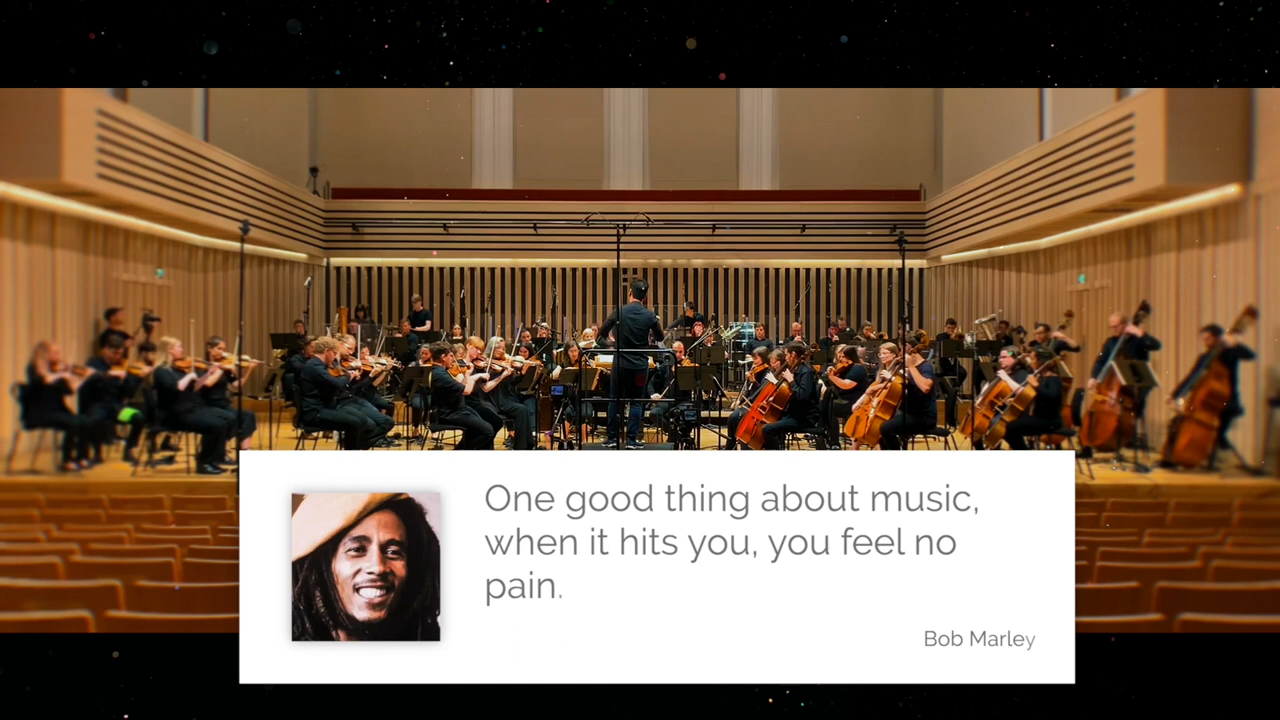 One good thing about music,
when it hits you, you feel no
pain.
Bob Marley